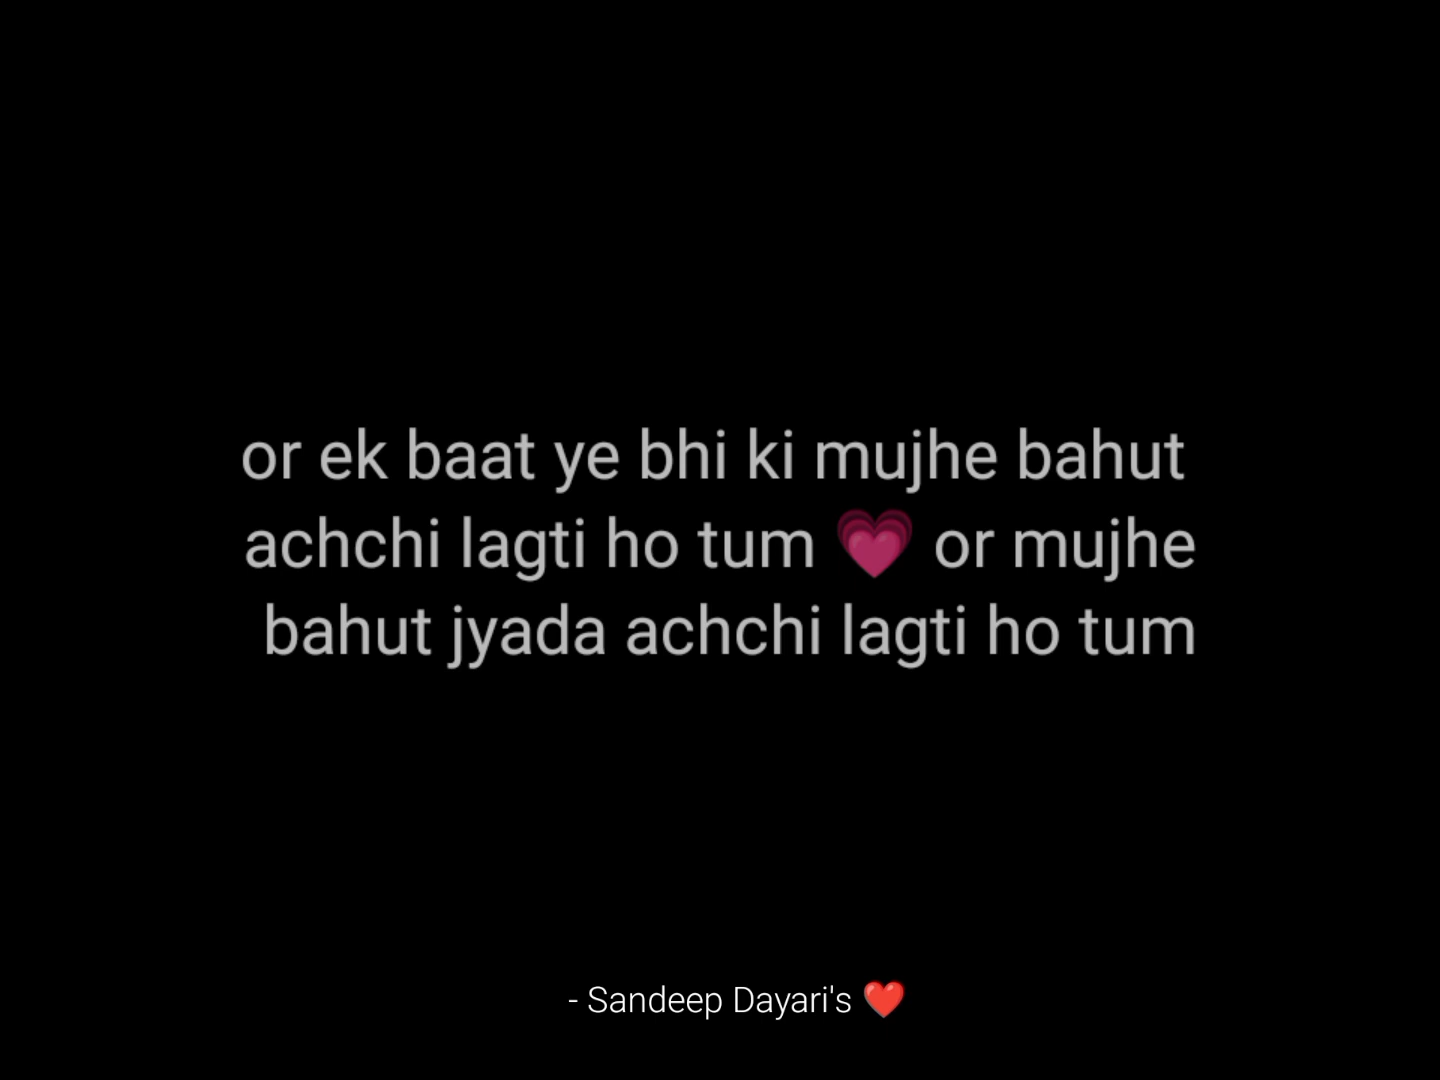 or ek baat ye bhi ki mujhe bahut
achchi lagti ho tum 💗 or mujhe
bahut jyada achchi lagti ho tum
- Sandeep Dayari's ❤️